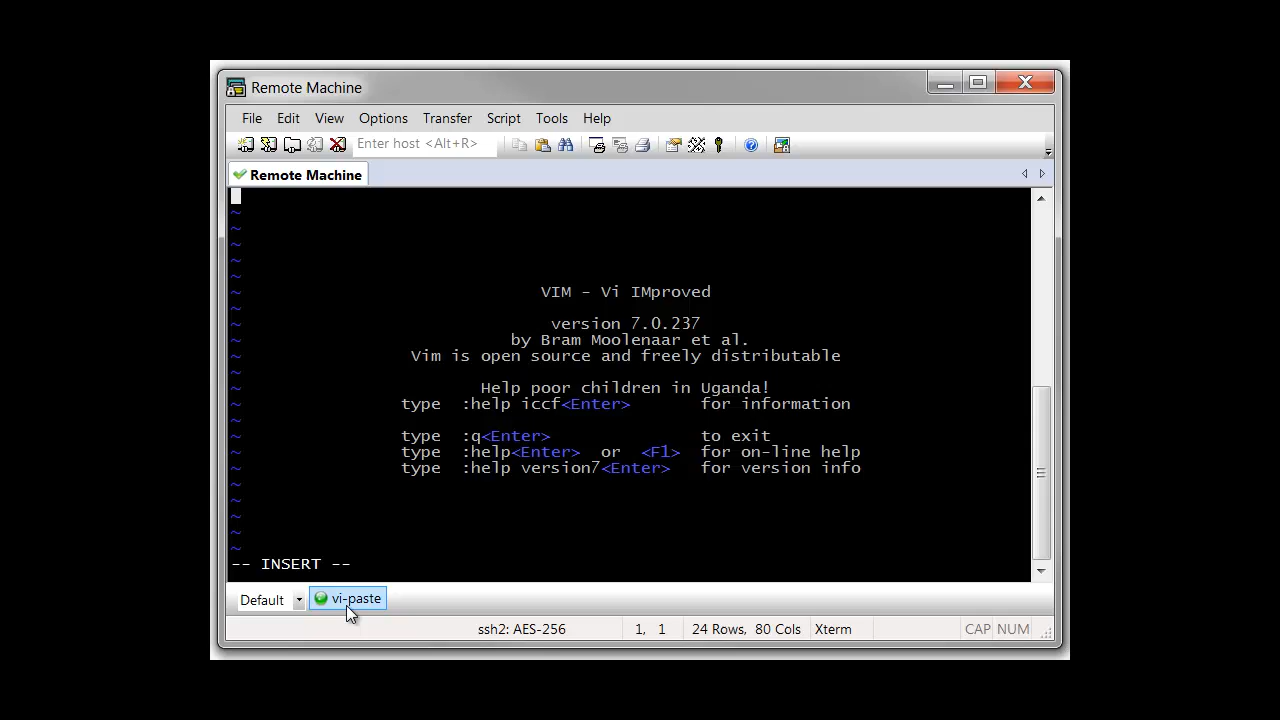 Remote Machine
File Edit View Options Transfer Script Tools Help
Enter host <Alt+R>
Remote Machine
~
~
~
~
~
~ VIM - Vi IMproved
~
~ version 7.0.237
~ by Bram Moolenaar et al.
~ Vim is open source and freely distributable
~
~ Help poor children in Uganda!
~ type :help iccf<Enter> for information
~
~ type :q<Enter> to exit
~ type :help<Enter> or <F1> for on-line help
~ type :help version7<Enter> for version info
~
~
~
~
~
-- INSERT --
Default vi-paste
ssh2: AES-256 1, 1 24 Rows, 80 Cols Xterm CAP NUM